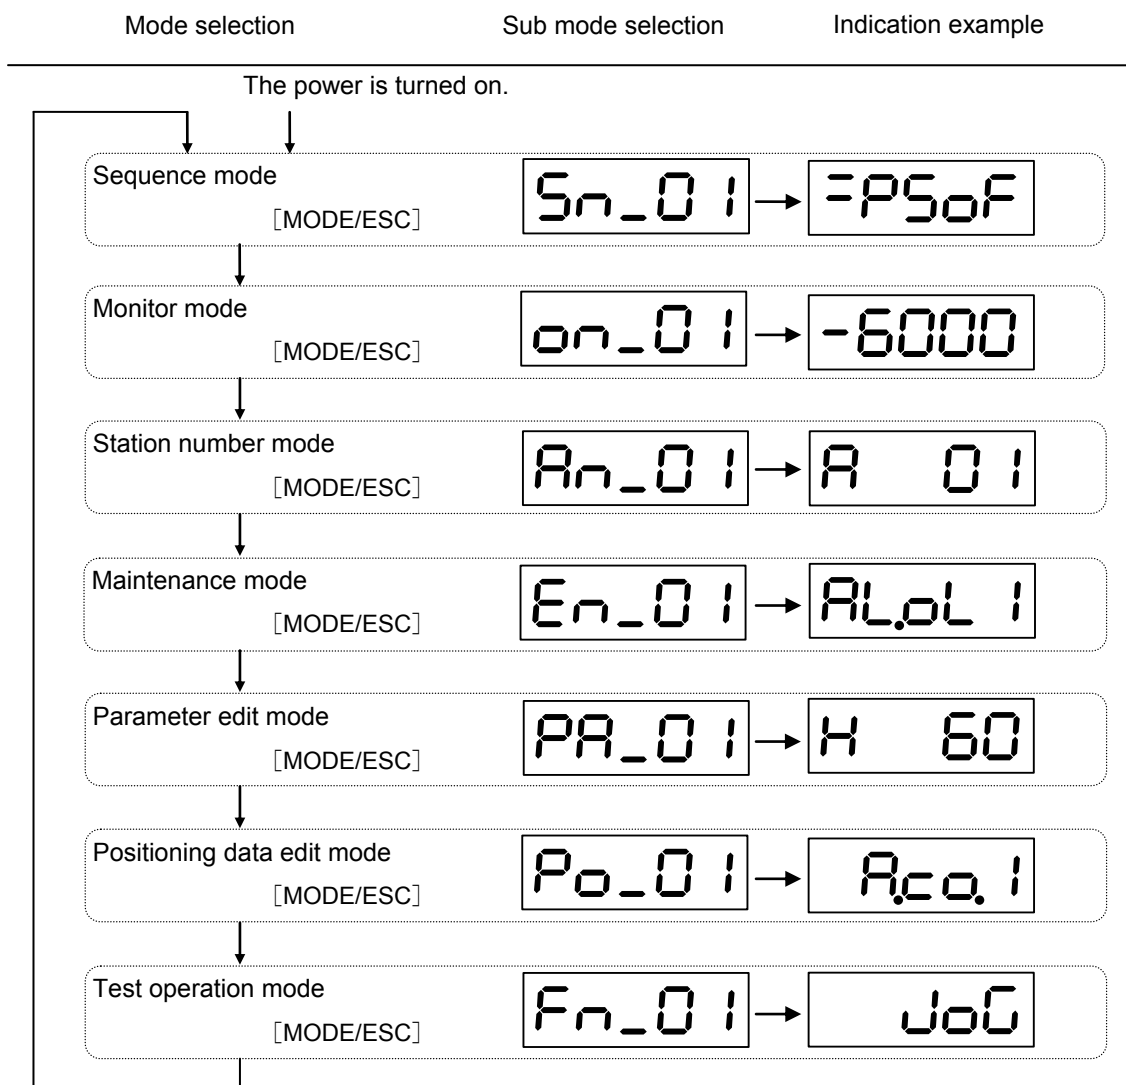 Mode selection Sub mode selection Indication example
The power is turned on.
Sequence mode
[MODE/ESC]
Sn_01 =PSoF
Monitor mode
[MODE/ESC]
on_01 -6000
Station number mode
[MODE/ESC]
An_01 A 01
Maintenance mode
[MODE/ESC]
En_01 AL.oL 1
Parameter edit mode
[MODE/ESC]
PA_01 H 60
Positioning data edit mode
[MODE/ESC]
Po_01 A.co.1
Test operation mode
[MODE/ESC]
Fn_01 JoG